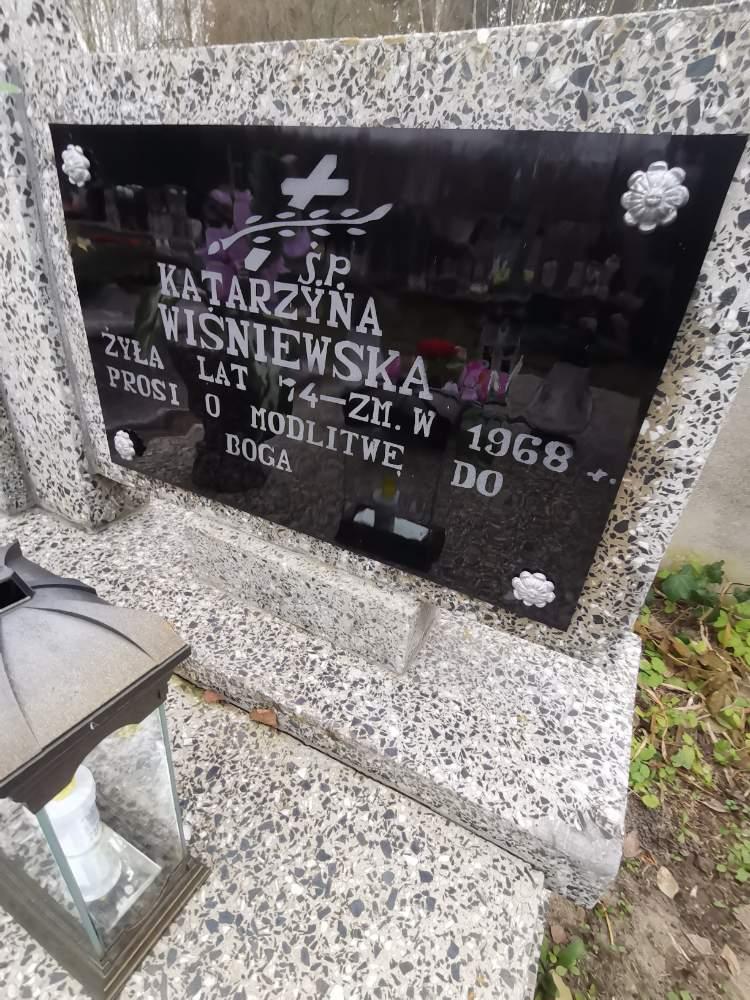 Ś.P.
KATARZYNA
WIŚNIEWSKA
ŻYŁA LAT 74—ZM. W 1968 r.
PROSI O MODLITWĘ DO
BOGA